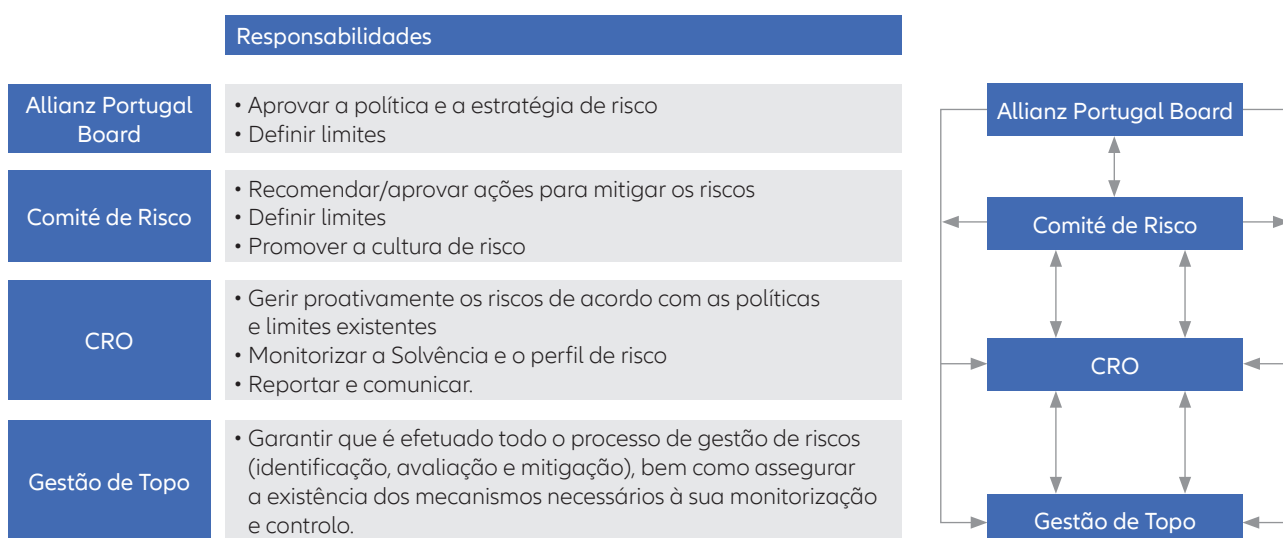 Responsabilidades
Allianz Portugal
Board
• Aprovar a política e a estratégia de risco
• Definir limites
Comité de Risco
• Recomendar/aprovar ações para mitigar os riscos
• Definir limites
• Promover a cultura de risco
CRO
• Gerir proativamente os riscos de acordo com as políticas
e limites existentes
• Monitorizar a Solvência e o perfil de risco
• Reportar e comunicar.
Gestão de Topo
• Garantir que é efetuado todo o processo de gestão de riscos
(identificação, avaliação e mitigação), bem como assegurar
a existência dos mecanismos necessários à sua monitorização
e controlo.
Allianz Portugal Board
Comité de Risco
CRO
Gestão de Topo